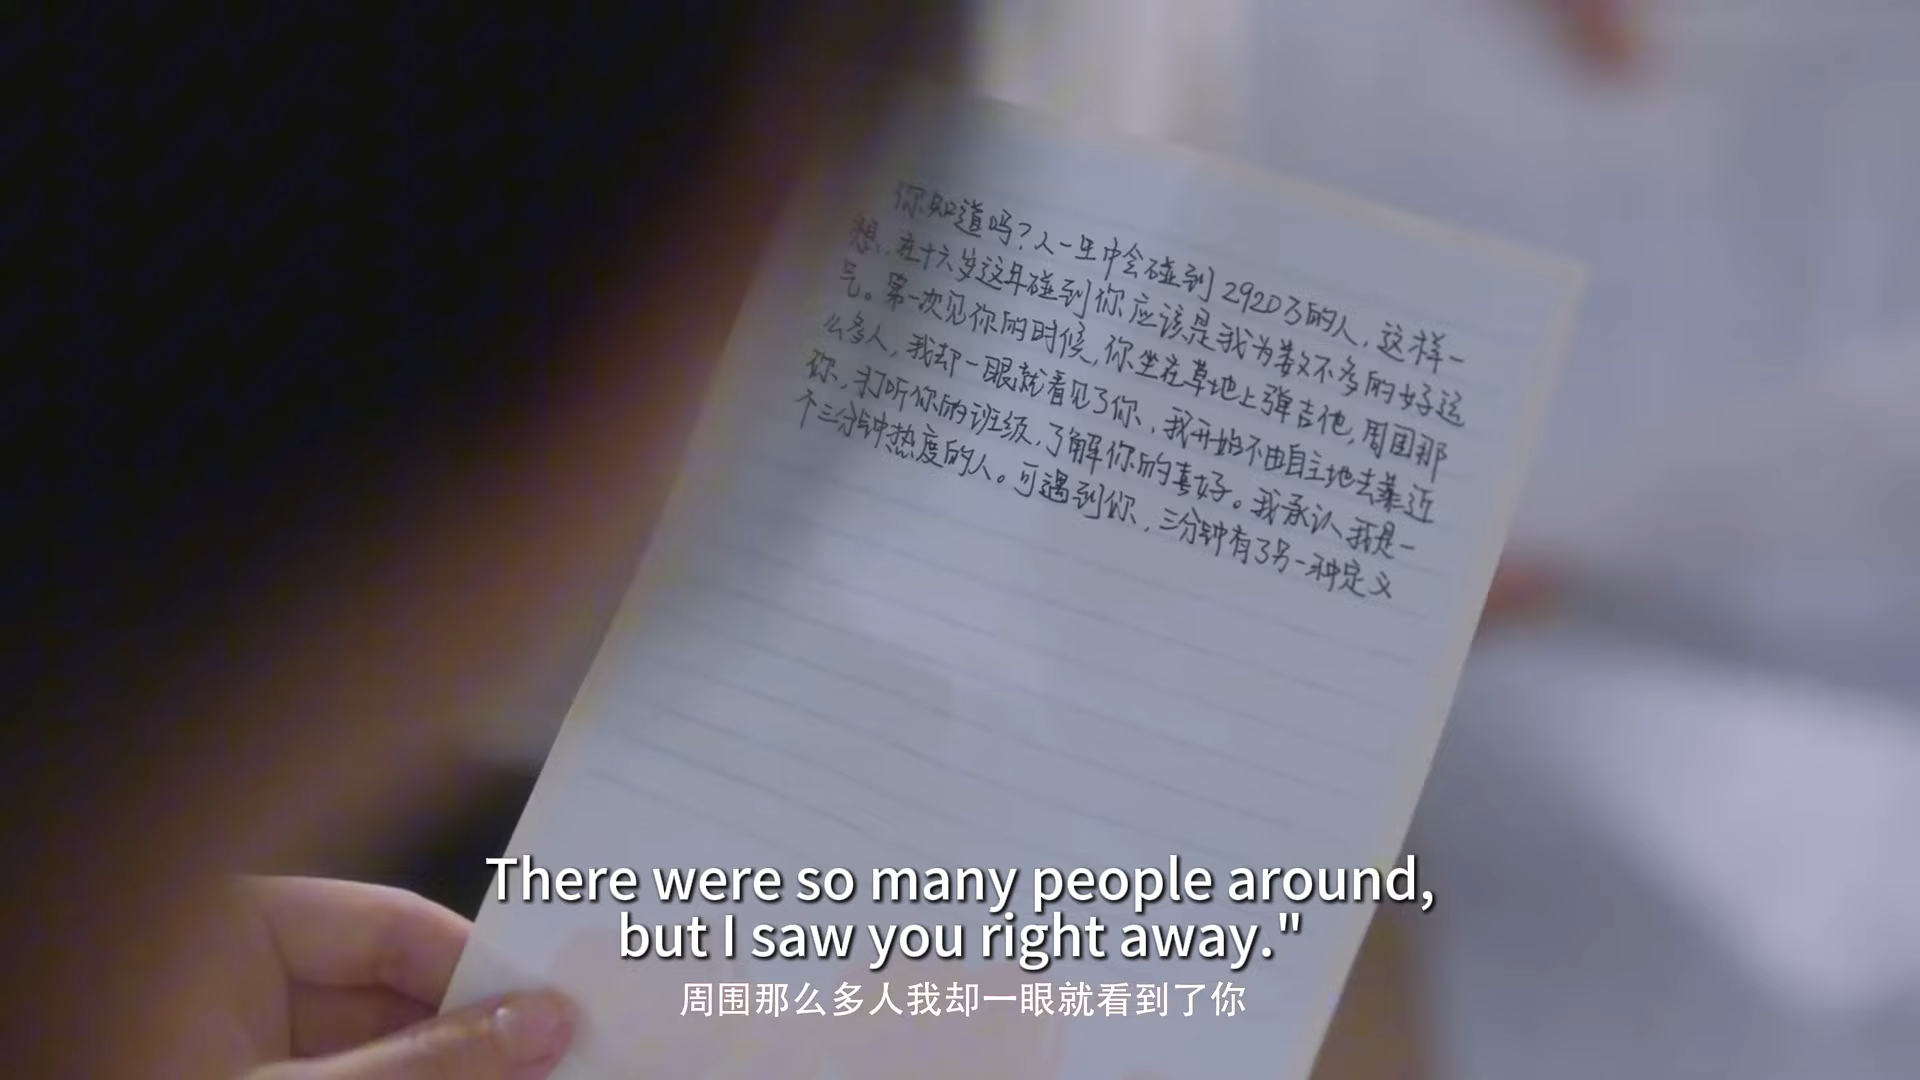 你知道吗？人一生中会碰到2920万的人，这样一
想，在十六岁这年碰到你应该是我为数不多的好运
气。第一次见你的时候，你坐在草地上弹吉他，周围那
么多人，我却一眼就看见了你，我开始不由自主地去靠近
你，打听你的班级，了解你的喜好。我承认我是一
个三分钟热度的人。可遇到你，三分钟有了另一种定义
There were so many people around,
but I saw you right away."
周围那么多人我却一眼就看到了你